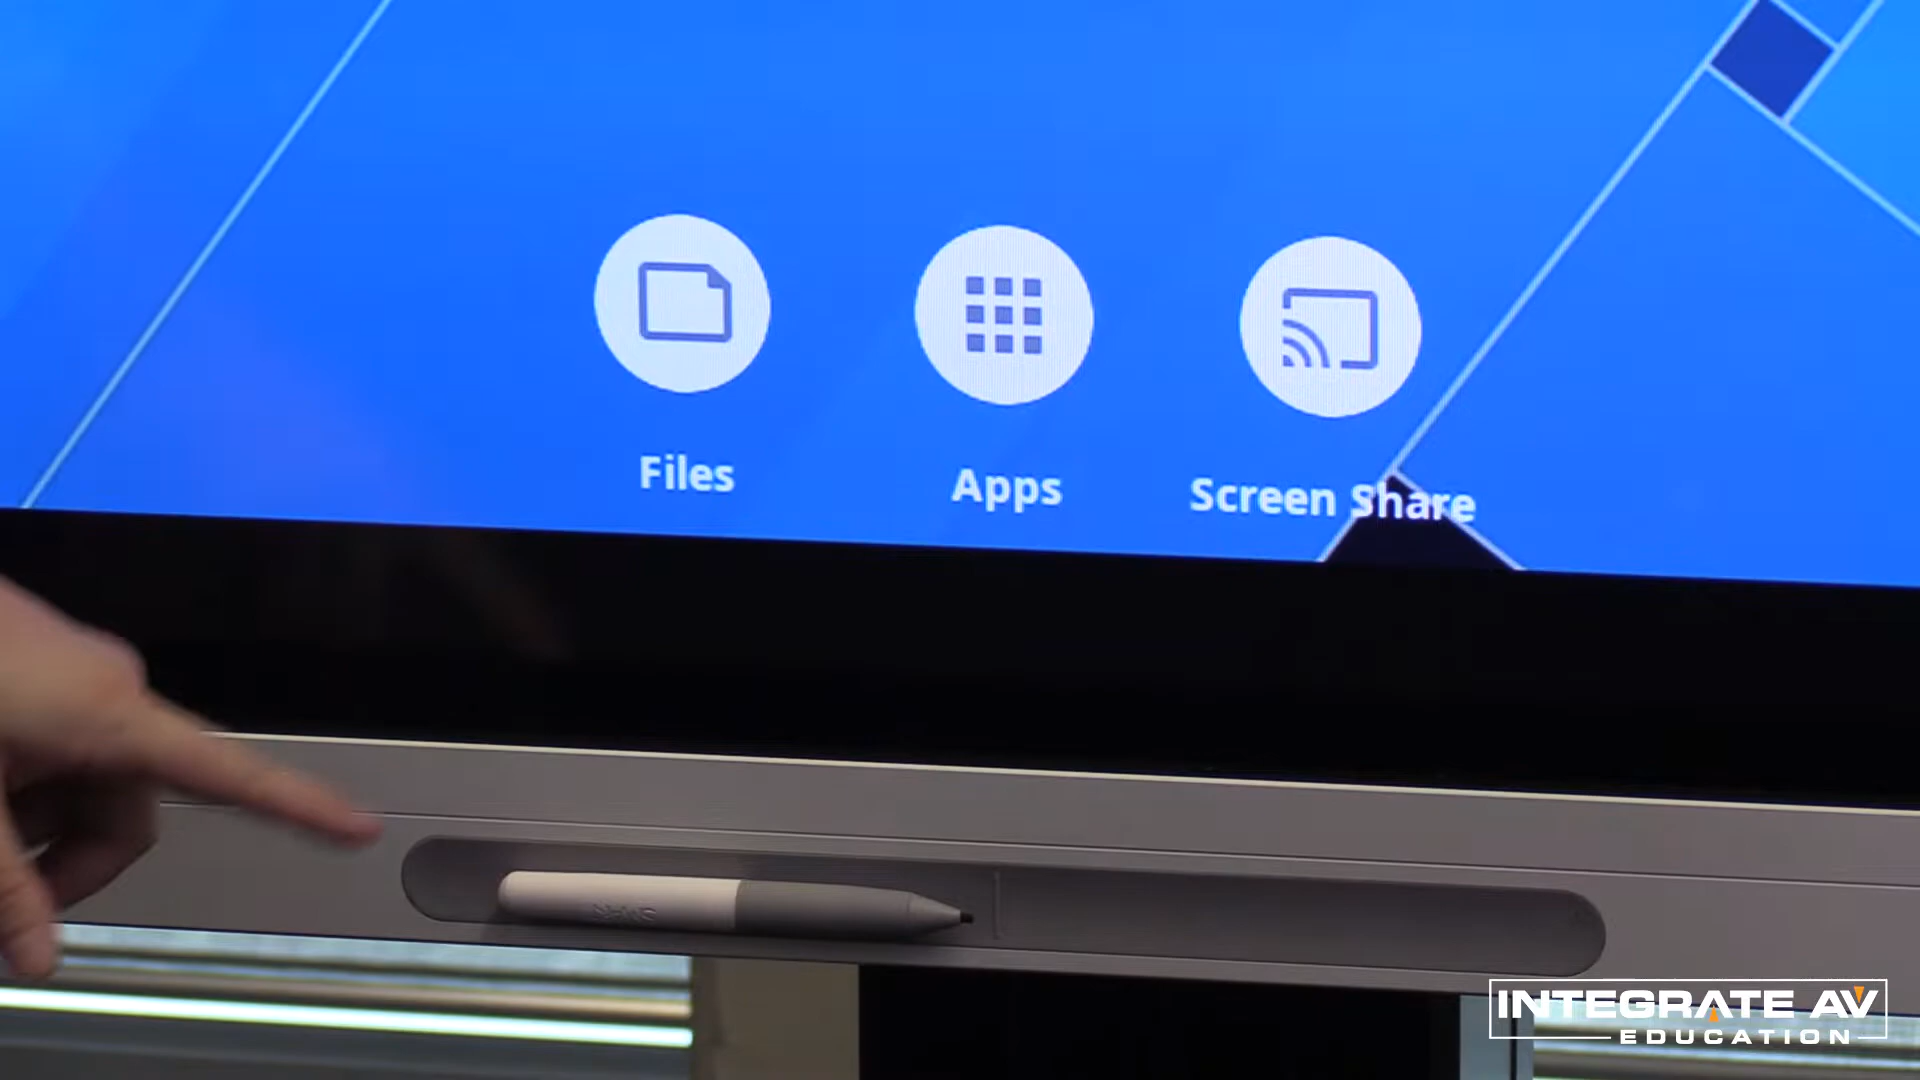 Files
Apps
Screen Share
INTEGRATE AV
EDUCATION